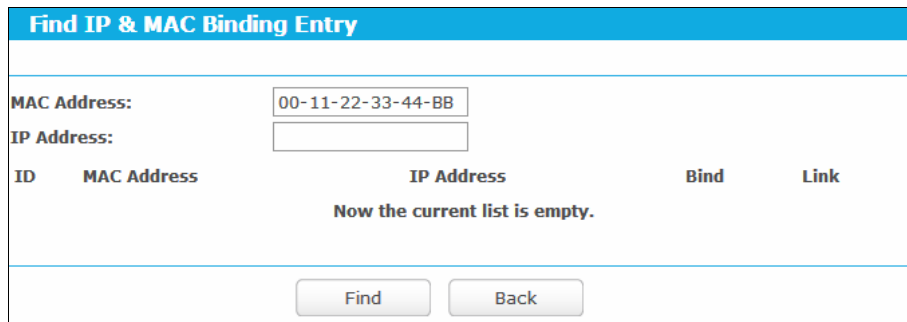 Find IP & MAC Binding Entry
MAC Address: 00-11-22-33-44-BB
IP Address:
ID MAC Address IP Address Bind Link
Now the current list is empty.
Find Back